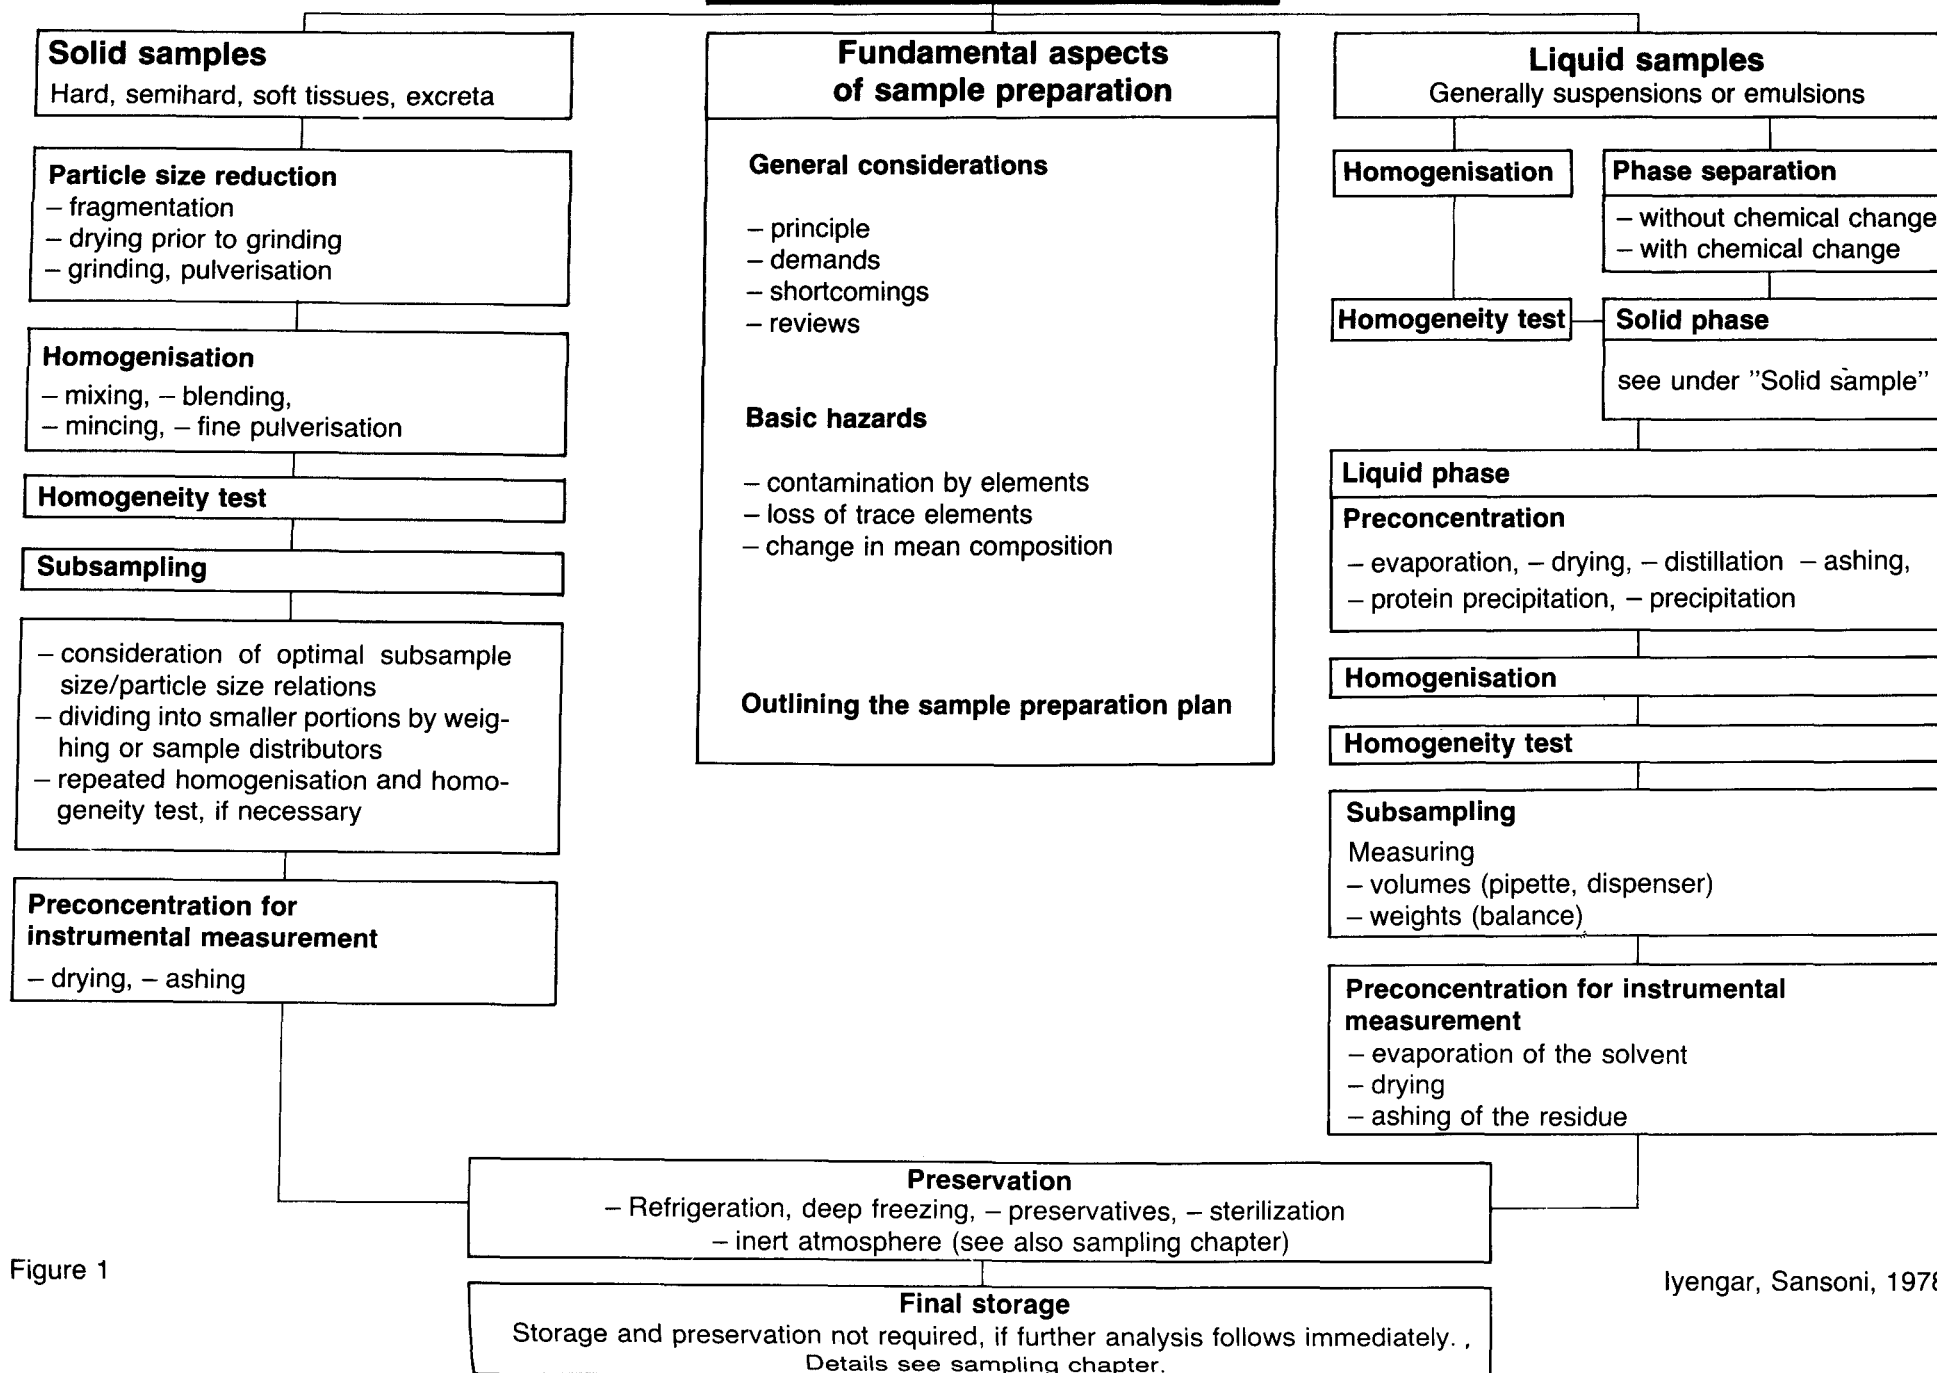 Solid samples
Hard, semihard, soft tissues, excreta
Particle size reduction
– fragmentation
– drying prior to grinding
– grinding, pulverisation
Homogenisation
– mixing, – blending,
– mincing, – fine pulverisation
Homogeneity test
Subsampling
– consideration of optimal subsample
size/particle size relations
– dividing into smaller portions by weig-
hing or sample distributors
– repeated homogenisation and homo-
geneity test, if necessary
Preconcentration for
instrumental measurement
– drying, – ashing
Fundamental aspects
of sample preparation
General considerations
– principle
– demands
– shortcomings
– reviews
Basic hazards
– contamination by elements
– loss of trace elements
– change in mean composition
Outlining the sample preparation plan
Liquid samples
Generally suspensions or emulsions
Homogenisation
Homogeneity test
Phase separation
– without chemical change
– with chemical change
Solid phase
see under "Solid sample"
Liquid phase
Preconcentration
– evaporation, – drying, – distillation – ashing,
– protein precipitation, – precipitation
Homogenisation
Homogeneity test
Subsampling
Measuring
– volumes (pipette, dispenser)
– weights (balance)
Preconcentration for instrumental
measurement
– evaporation of the solvent
– drying
– ashing of the residue
Preservation
– Refrigeration, deep freezing, – preservatives, – sterilization
– inert atmosphere (see also sampling chapter)
Final storage
Storage and preservation not required, if further analysis follows immediately. ,
Details see sampling chapter.
Figure 1
Iyengar, Sansoni, 1978